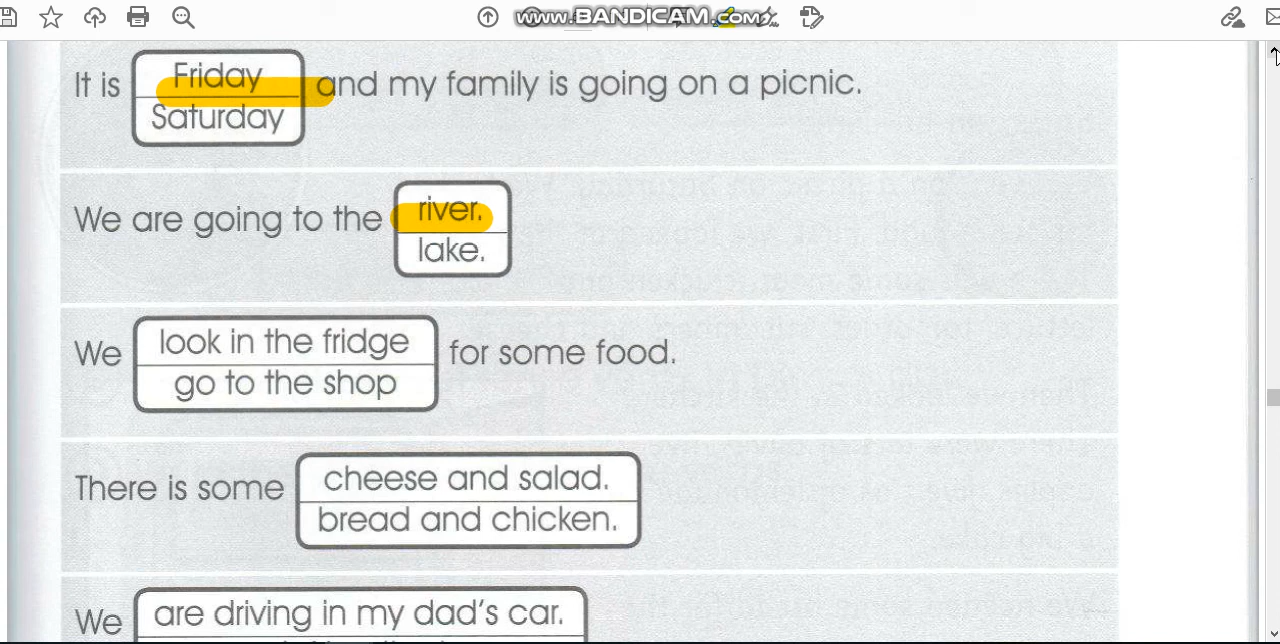 www.BANDICAM.com
It is Friday and my family is going on a picnic.
Saturday
We are going to the river.
lake.
We look in the fridge for some food.
go to the shop
There is some cheese and salad.
bread and chicken.
We are driving in my dad's car.